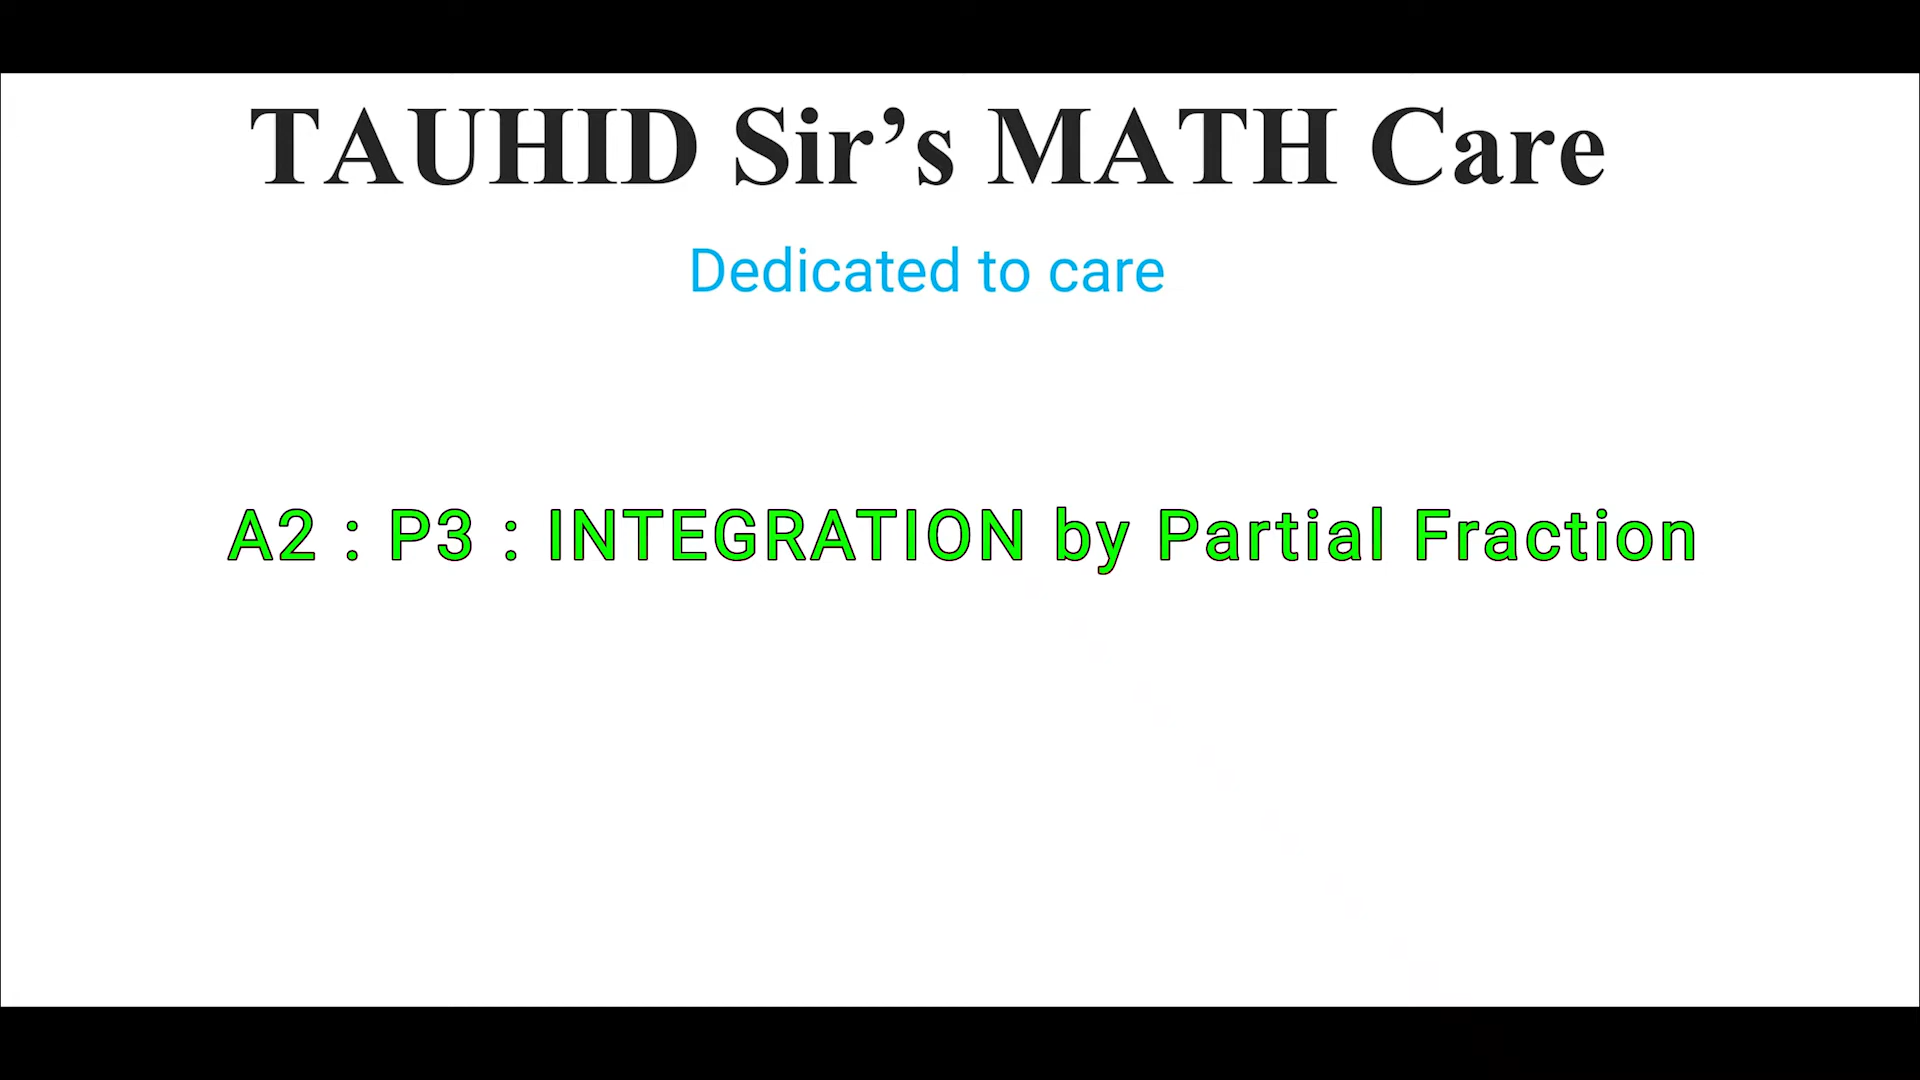 TAUHID Sir’s MATH Care
Dedicated to care
A2 : P3 : INTEGRATION by Partial Fraction